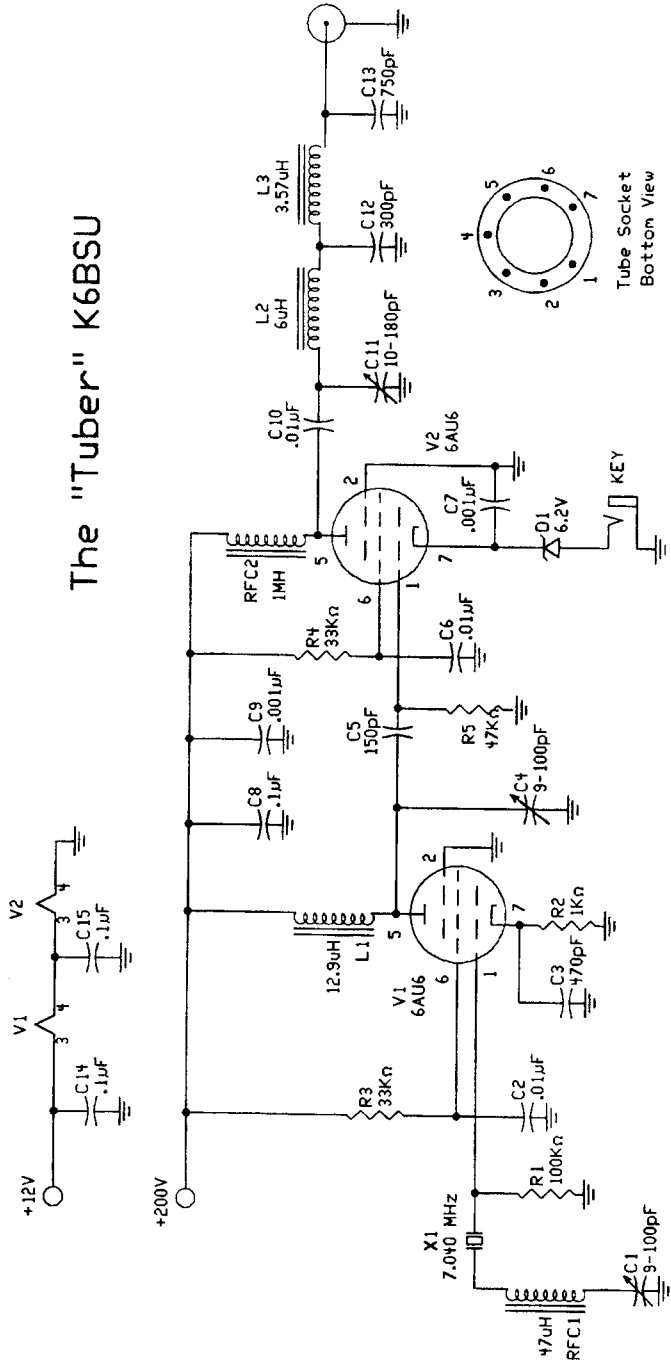 The "Tuber" K6BSU
+12V
C14
.1µF
V1
3
4
C15
.1µF
V2
3
4
+200V
R3
33KΩ
12.9uH
L1
C8
.1µF
C9
.001µF
R4
33KΩ
RFC2
1MH
C10
.01µF
L2
6uH
L3
3.57uH
C11
10-180pF
C12
300pF
C13
750pF
X1
7.040 MHz
47uH
RFC1
C1
9-100pF
R1
100KΩ
C2
.01µF
V1
6AU6
5
6
1
2
7
C3
470pF
R2
1KΩ
C4
9-100pF
C5
150pF
R5
47KΩ
C6
.01µF
5
6
1
2
7
V2
6AU6
C7
.001µF
D1
6.2V
KEY
1
2
3
4
5
6
7
Tube Socket
Bottom View